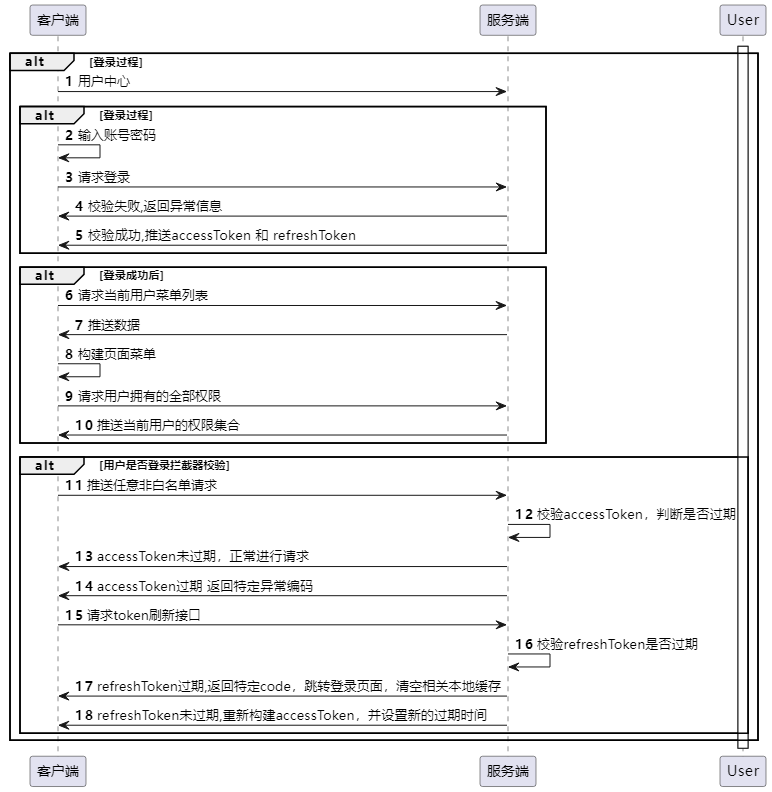 客户端 服务端 User
alt [登录过程]
1 用户中心
alt [登录过程]
2 输入账号密码
3 请求登录
4 校验失败,返回异常信息
5 校验成功,推送accessToken 和 refreshToken
alt [登录成功后]
6 请求当前用户菜单列表
7 推送数据
8 构建页面菜单
9 请求用户拥有的全部权限
10 推送当前用户的权限集合
alt [用户是否登录拦截器校验]
11 推送任意非白名单请求
12 校验accessToken，判断是否过期
13 accessToken未过期，正常进行请求
14 accessToken过期 返回特定异常编码
15 请求token刷新接口
16 校验refreshToken是否过期
17 refreshToken过期,返回特定code，跳转登录页面，清空相关本地缓存
18 refreshToken未过期,重新构建accessToken，并设置新的过期时间
客户端 服务端 User